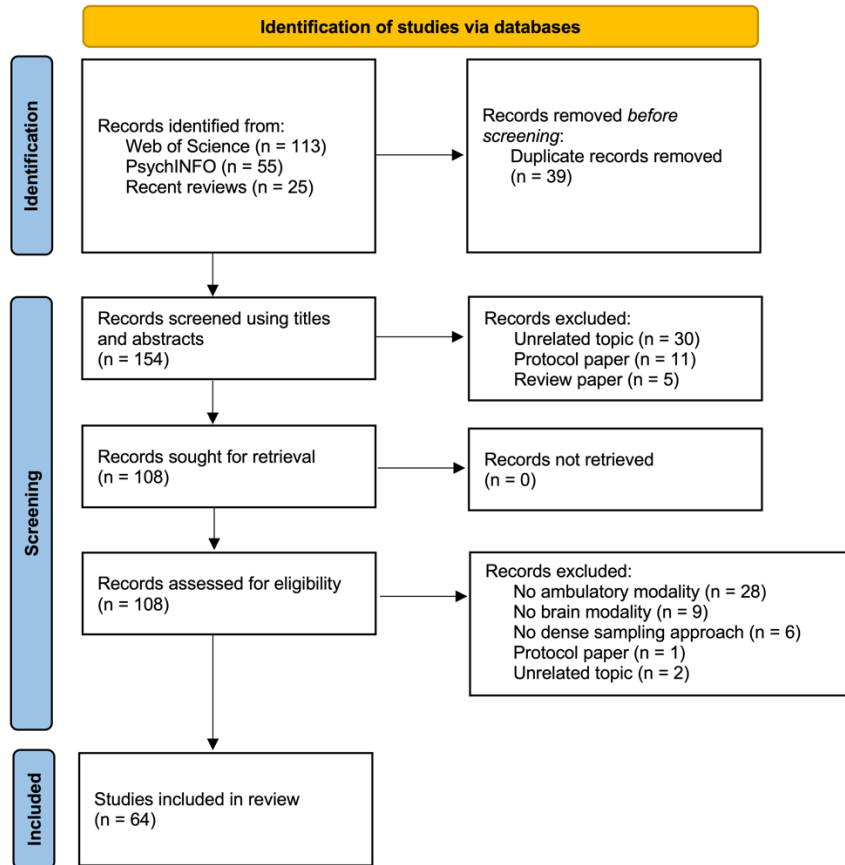 Identification of studies via databases
Identification
Records identified from:
Web of Science (n = 113)
PsychINFO (n = 55)
Recent reviews (n = 25)
Records removed before
screening:
Duplicate records removed
(n = 39)
Screening
Records screened using titles
and abstracts
(n = 154)
Records excluded:
Unrelated topic (n = 30)
Protocol paper (n = 11)
Review paper (n = 5)
Records sought for retrieval
(n = 108)
Records not retrieved
(n = 0)
Records assessed for eligibility
(n = 108)
Records excluded:
No ambulatory modality (n = 28)
No brain modality (n = 9)
No dense sampling approach (n = 6)
Protocol paper (n = 1)
Unrelated topic (n = 2)
Included
Studies included in review
(n = 64)